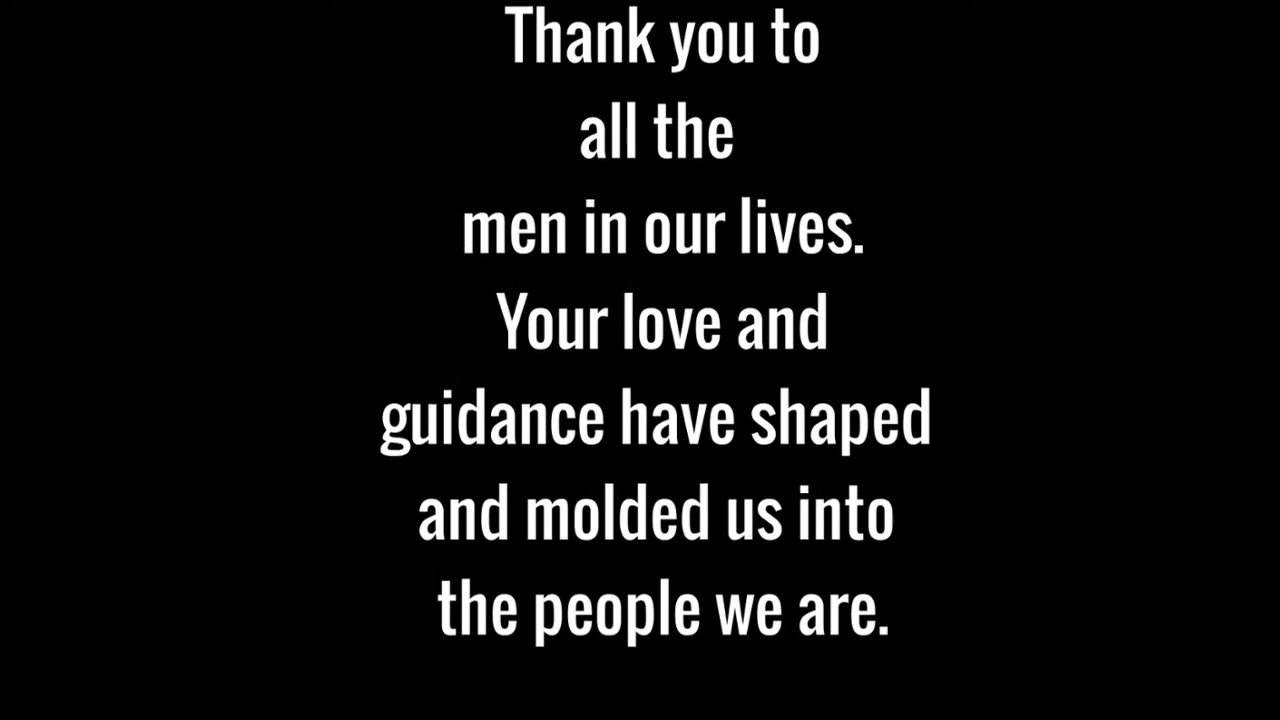 Thank you to
all the
men in our lives.
Your love and
guidance have shaped
and molded us into
the people we are.